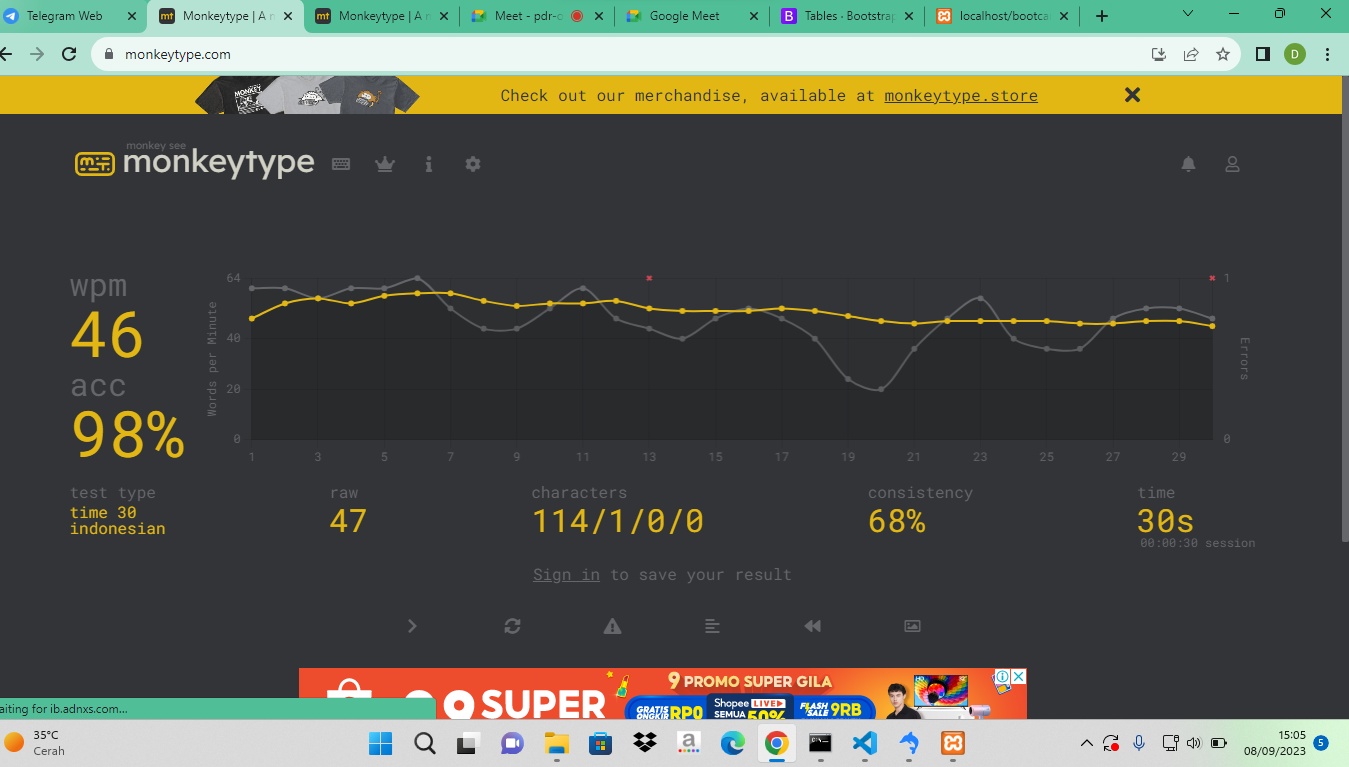 Telegram Web
Monkeytype | A m
Monkeytype | A m
Meet - pdr-c
Google Meet
Tables · Bootstrap
localhost/bootca
monkeytype.com
D
Check out our merchandise, available at monkeytype.store
monkey see
monkeytype
wpm
46
acc
98%
Words per Minute
64
40
20
0
1 3 5 7 9 11 13 15 17 19 21 23 25 27 29
1
0
Errors
test type
time 30
indonesian
raw
47
characters
114/1/0/0
consistency
68%
time
30s
00:00:30 session
Sign in to save your result
9 PROMO SUPER GILA
SUPER
GRATIS ONGKIR RP0
Shopee LIVE
SEMUA 50%
FLASH SALE 9RB
aiting for ib.adnxs.com...
35°C
Cerah
15:05
08/09/2023
5